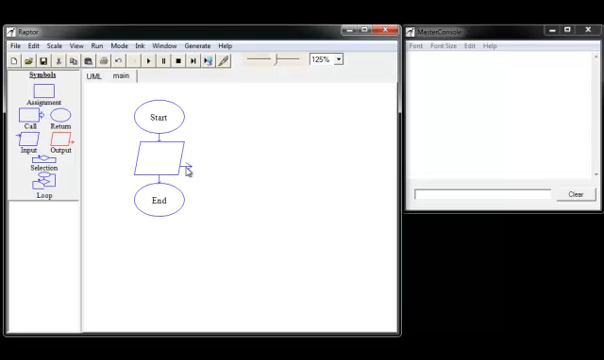 Raptor
File Edit Scale View Run Mode Ink Window Generate Help
125%
Symbols
Assignment
Call Return
Input Output
Selection
Loop
UML main
Start
End
MasterConsole
Font Font Size Edit Help
Clear